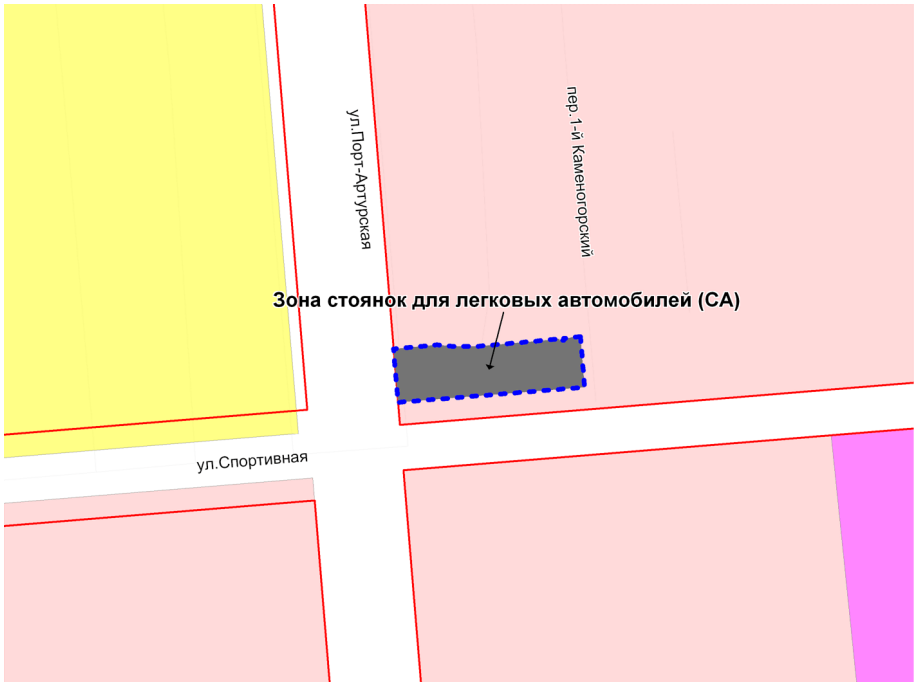 ул.Порт-Артурская
пер.1-й Каменогорский
Зона стоянок для легковых автомобилей (СА)
ул.Спортивная